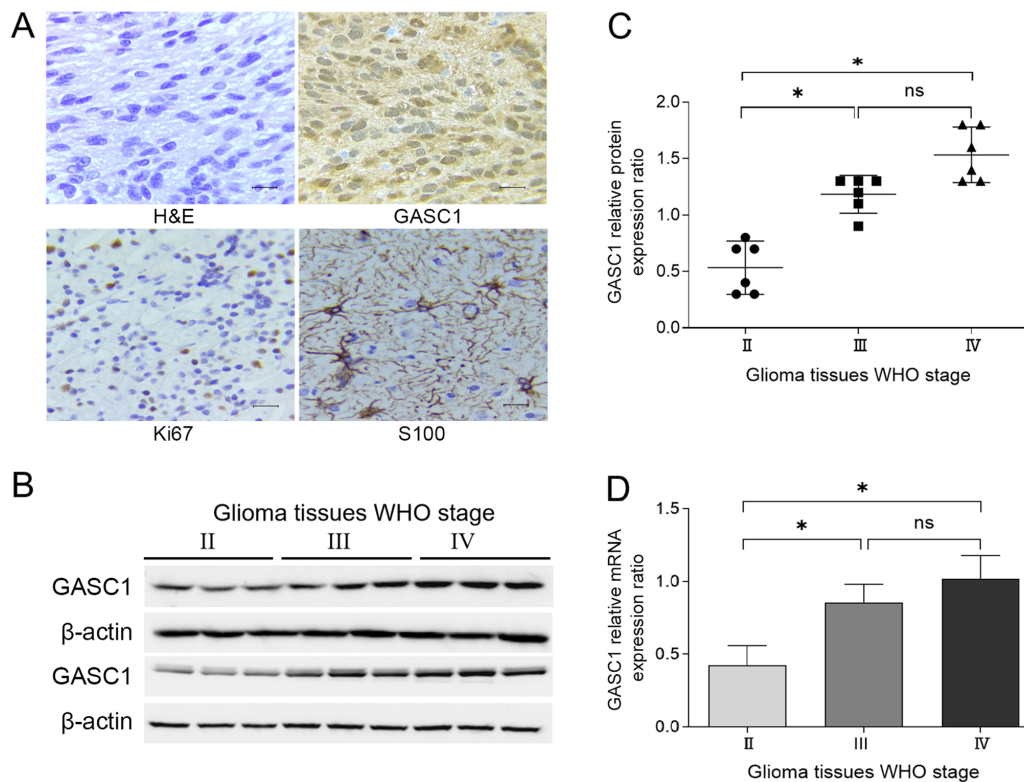 A
H&E
GASC1
Ki67
S100
B
Glioma tissues WHO stage
Ⅱ Ⅲ Ⅳ
GASC1
β-actin
GASC1
β-actin
C
*
* ns
GASC1 relative protein
expression ratio
2.0
1.5
1.0
0.5
0.0
Ⅱ Ⅲ Ⅳ
Glioma tissues WHO stage
D
*
* ns
GASC1 relative mRNA
expression ratio
1.5
1.0
0.5
0.0
Ⅱ Ⅲ Ⅳ
Glioma tissues WHO stage